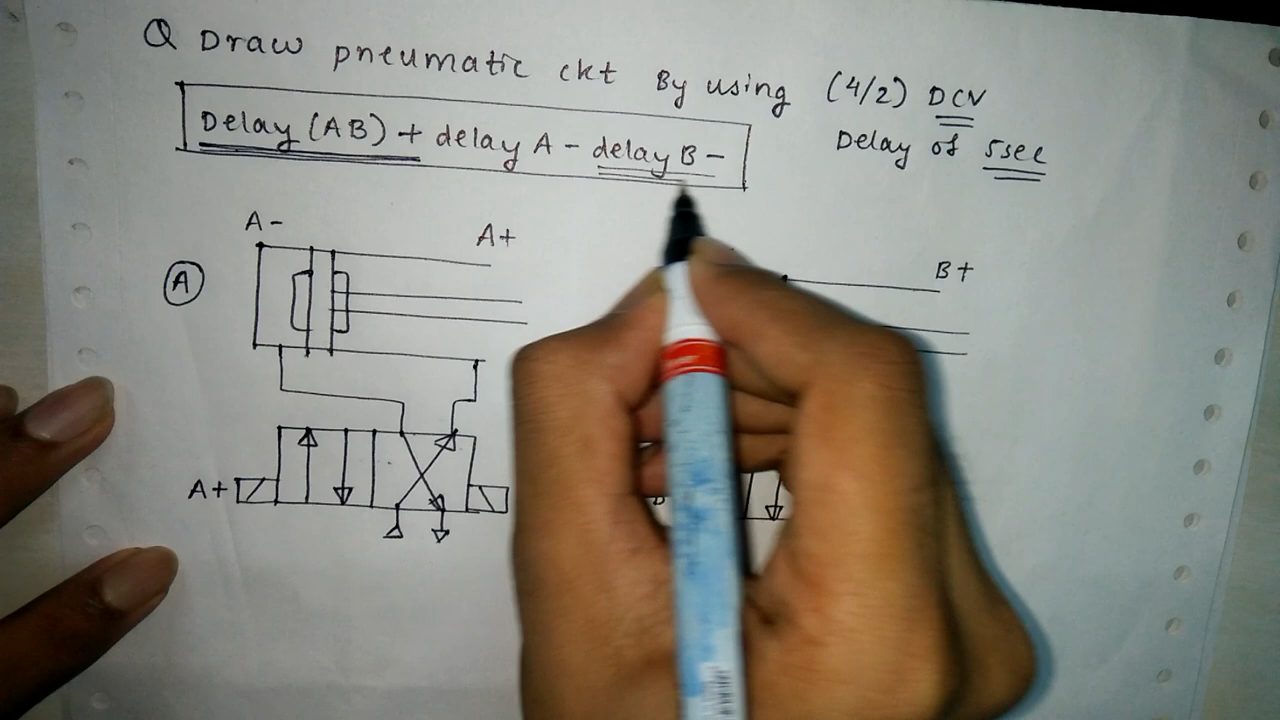 Q Draw pneumatic ckt By using (4/2) DCV
Delay (AB) + delay A - delay B -
Delay of 5sec
A-
A+
B+
A
A+